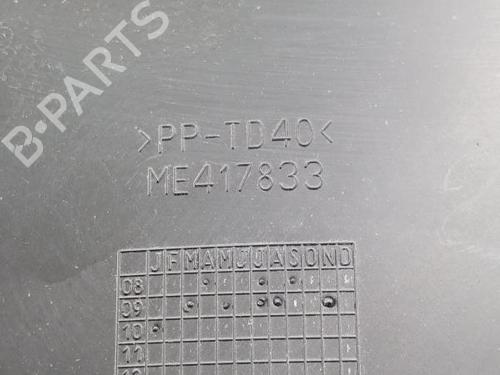 B-PARTS
>PP-TD40<
ME417833
J F M A M J J A S O N D
08
09
10
11